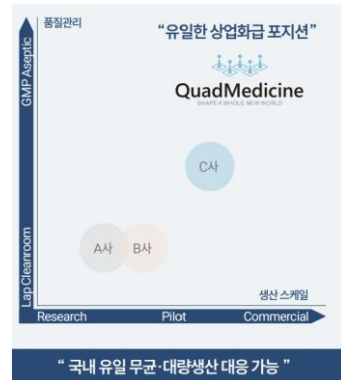 품질관리
“유일한 상업화급 포지션”
QuadMedicine
SHAPE A WHOLE NEW WORLD
GMP Aseptic
C사
A사
B사
Lap Cleanroom
생산 스케일
Research
Pilot
Commercial
“ 국내 유일 무균·대량생산 대응 가능 ”